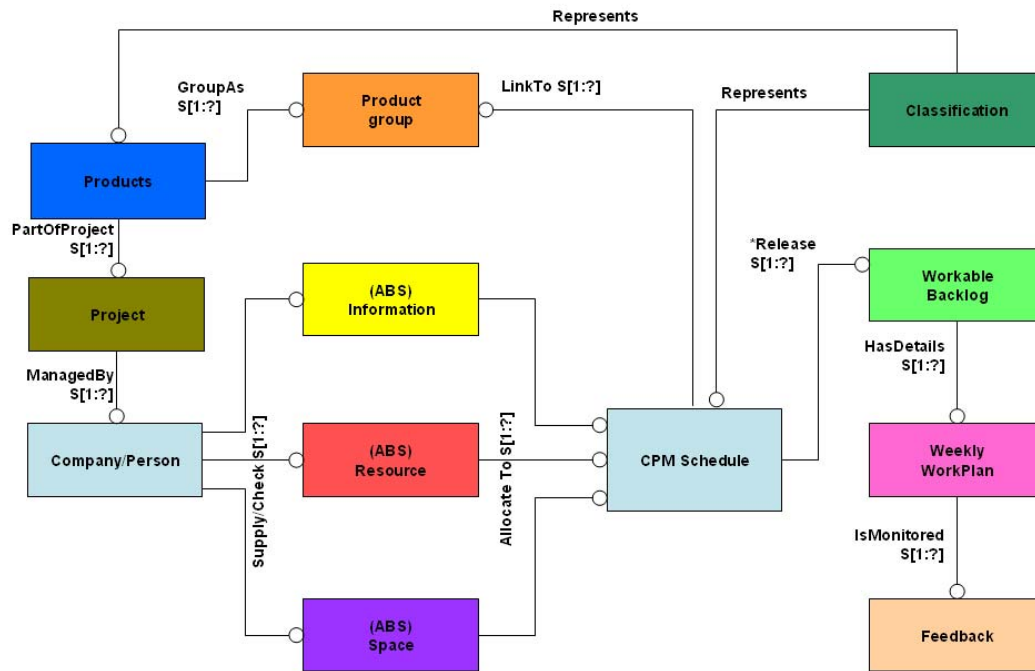 Represents
GroupAs
S[1:?]
Product
group
LinkTo S[1:?]
Represents
Classification
Products
PartOfProject
S[1:?]
*Release
S[1:?]
Workable
Backlog
(ABS)
Information
Project
ManagedBy
S[1:?]
HasDetails
S[1:?]
Company/Person
Supply/Check S[1:?]
(ABS)
Resource
Allocate To S[1:?]
CPM Schedule
Weekly
WorkPlan
IsMonitored
S[1:?]
(ABS)
Space
Feedback